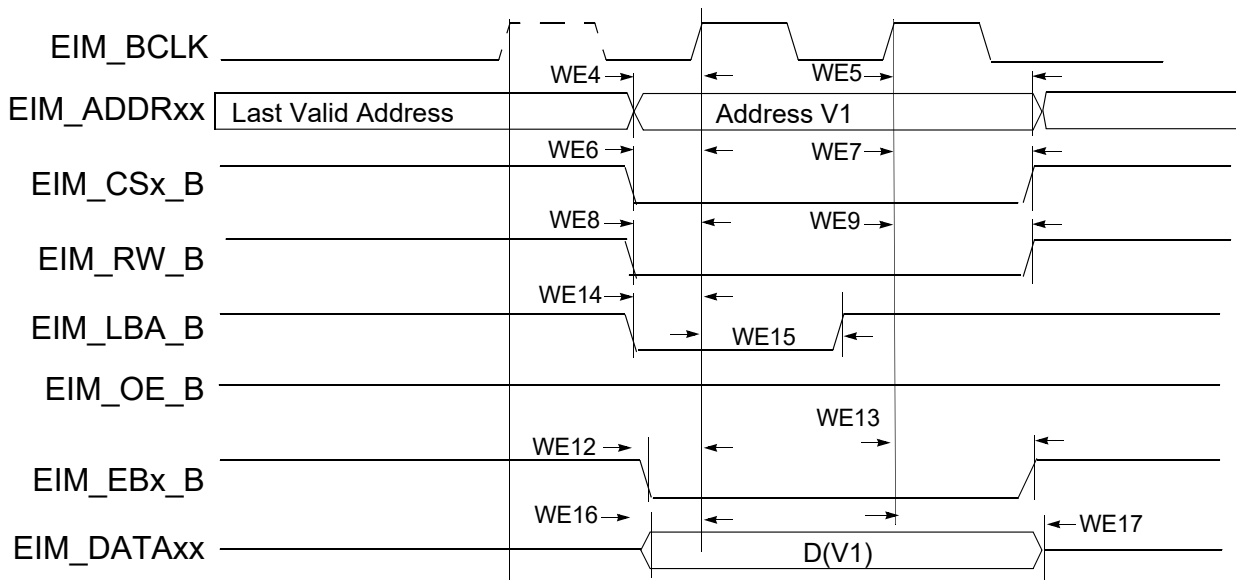 EIM_BCLK
WE4 WE5
EIM_ADDRxx Last Valid Address Address V1
WE6 WE7
EIM_CSx_B
WE8 WE9
EIM_RW_B
WE14
EIM_LBA_B WE15
EIM_OE_B
WE13
WE12
EIM_EBx_B
WE16 WE17
EIM_DATAxx D(V1)